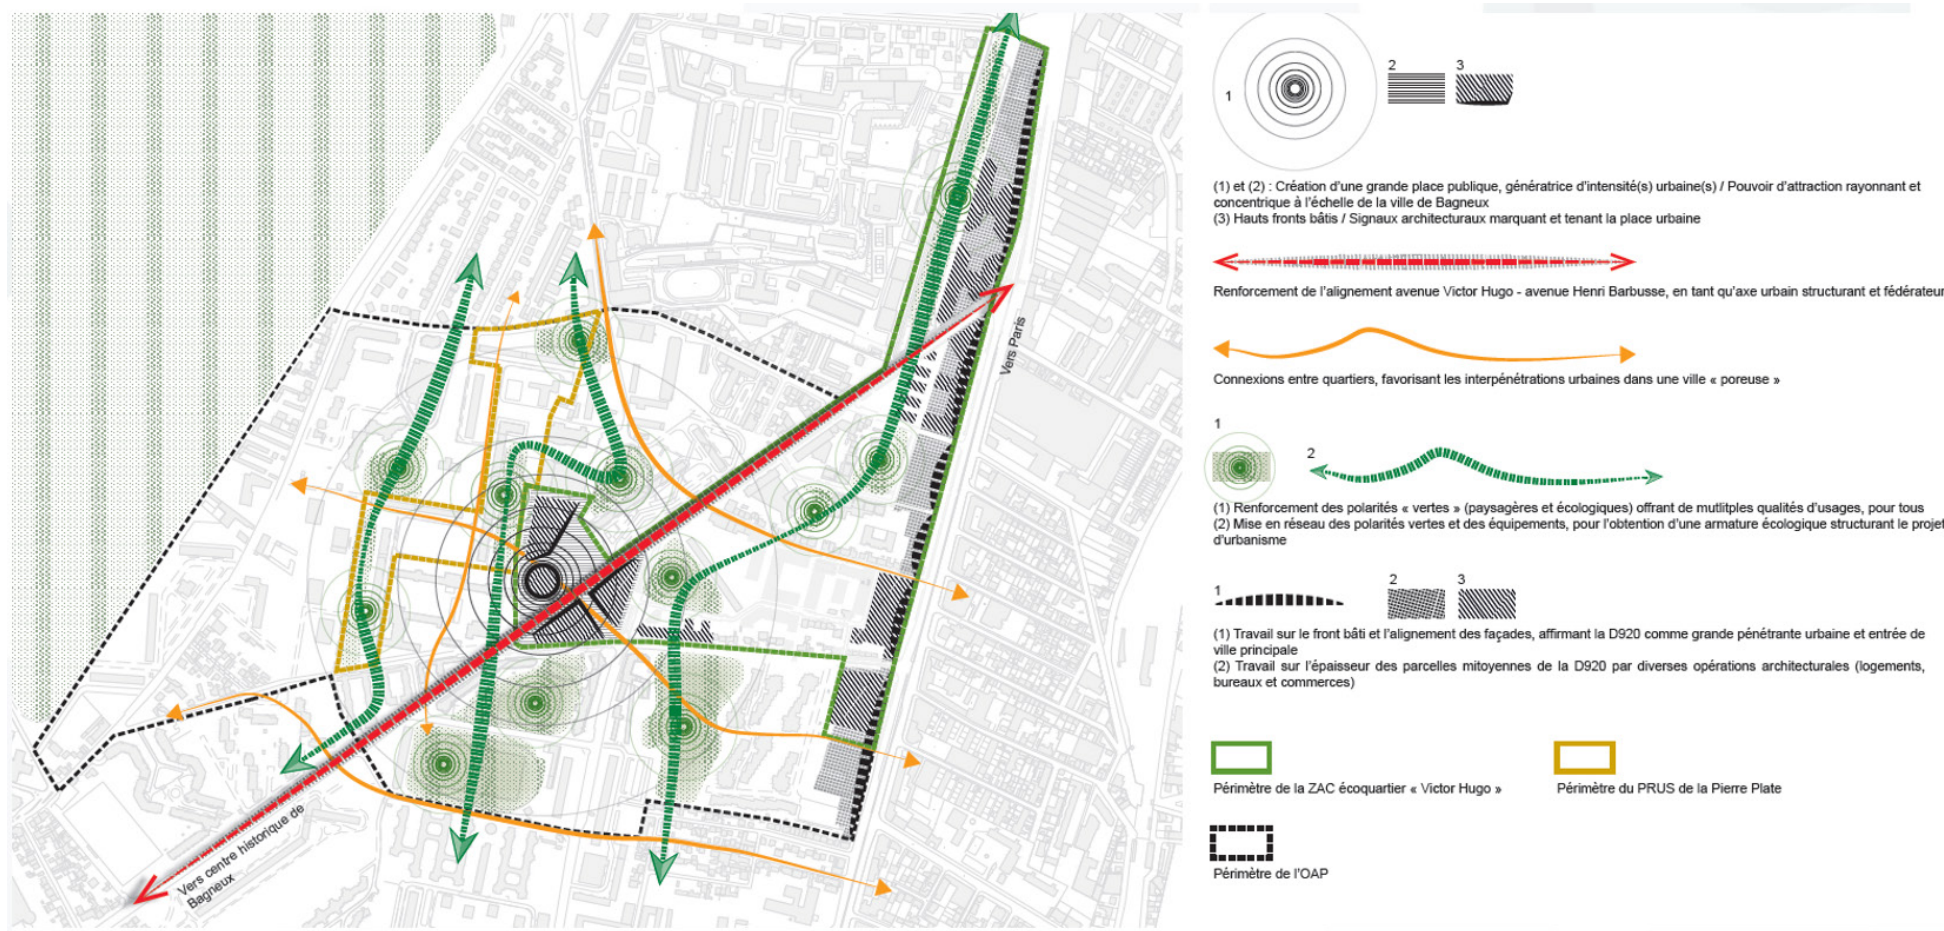 Vers Paris
Vers centre historique de
Bagneux
1
2
3
(1) et (2) : Création d'une grande place publique, génératrice d'intensité(s) urbaine(s) / Pouvoir d'attraction rayonnant et
concentrique à l'échelle de la ville de Bagneux
(3) Hauts fronts bâtis / Signaux architecturaux marquant et tenant la place urbaine
Renforcement de l'alignement avenue Victor Hugo - avenue Henri Barbusse, en tant qu'axe urbain structurant et fédérateur
Connexions entre quartiers, favorisant les interpénétrations urbaines dans une ville « poreuse »
1
2
(1) Renforcement des polarités « vertes » (paysagères et écologiques) offrant de mutlitples qualités d'usages, pour tous
(2) Mise en réseau des polarités vertes et des équipements, pour l'obtention d'une armature écologique structurant le projet
d'urbanisme
1
2
3
(1) Travail sur le front bâti et l'alignement des façades, affirmant la D920 comme grande pénétrante urbaine et entrée de
ville principale
(2) Travail sur l'épaisseur des parcelles mitoyennes de la D920 par diverses opérations architecturales (logements,
bureaux et commerces)
Périmètre de la ZAC écoquartier « Victor Hugo »
Périmètre du PRUS de la Pierre Plate
Périmètre de l'OAP